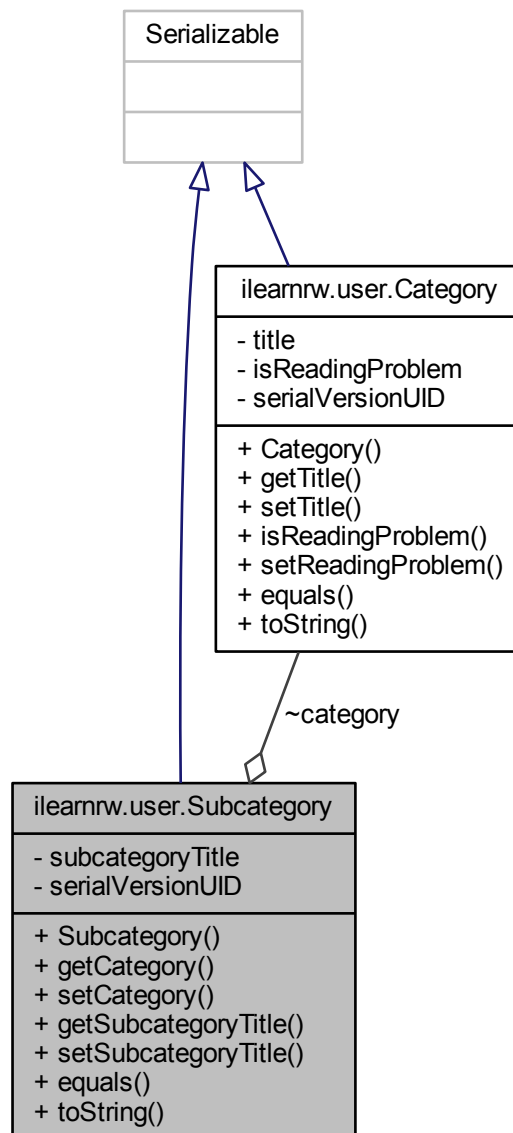 Serializable
ilearnrw.user.Category
- title
- isReadingProblem
- serialVersionUID
+ Category()
+ getTitle()
+ setTitle()
+ isReadingProblem()
+ setReadingProblem()
+ equals()
+ toString()
~category
ilearnrw.user.Subcategory
- subcategoryTitle
- serialVersionUID
+ Subcategory()
+ getCategory()
+ setCategory()
+ getSubcategoryTitle()
+ setSubcategoryTitle()
+ equals()
+ toString()